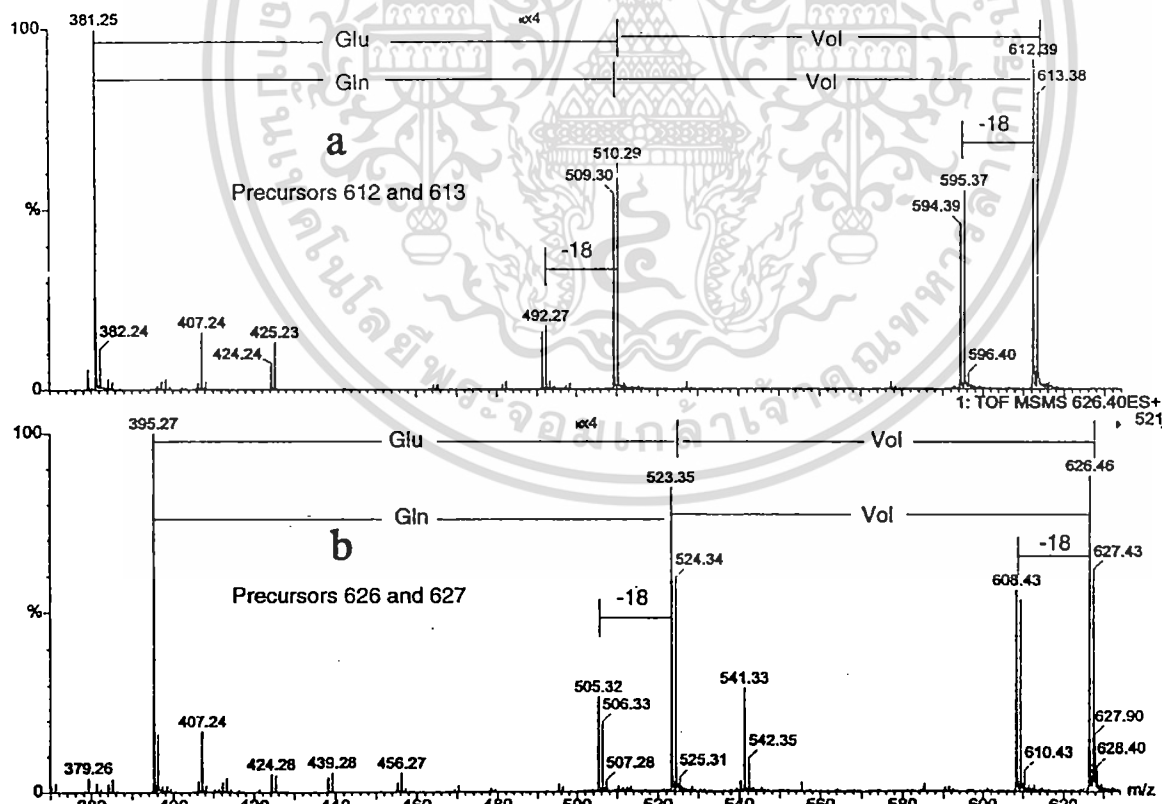 100
381.25
xx4
Glu
Vol
612.39
Gln
Vol
613.38
a
-18
510.29
509.30
Precursors 612 and 613
595.37
594.39
%
-18
492.27
382.24
407.24
425.23
424.24
596.40
0
1: TOF MSMS 626.40ES+
521
100
395.27
xx4
Glu
Vol
626.46
523.35
Gln
Vol
b
-18
627.43
524.34
608.43
Precursors 626 and 627
-18
%
505.32
506.33
541.33
407.24
542.35
627.90
379.26
424.28
439.28
456.27
507.28
525.31
610.43
628.40
0
m/z